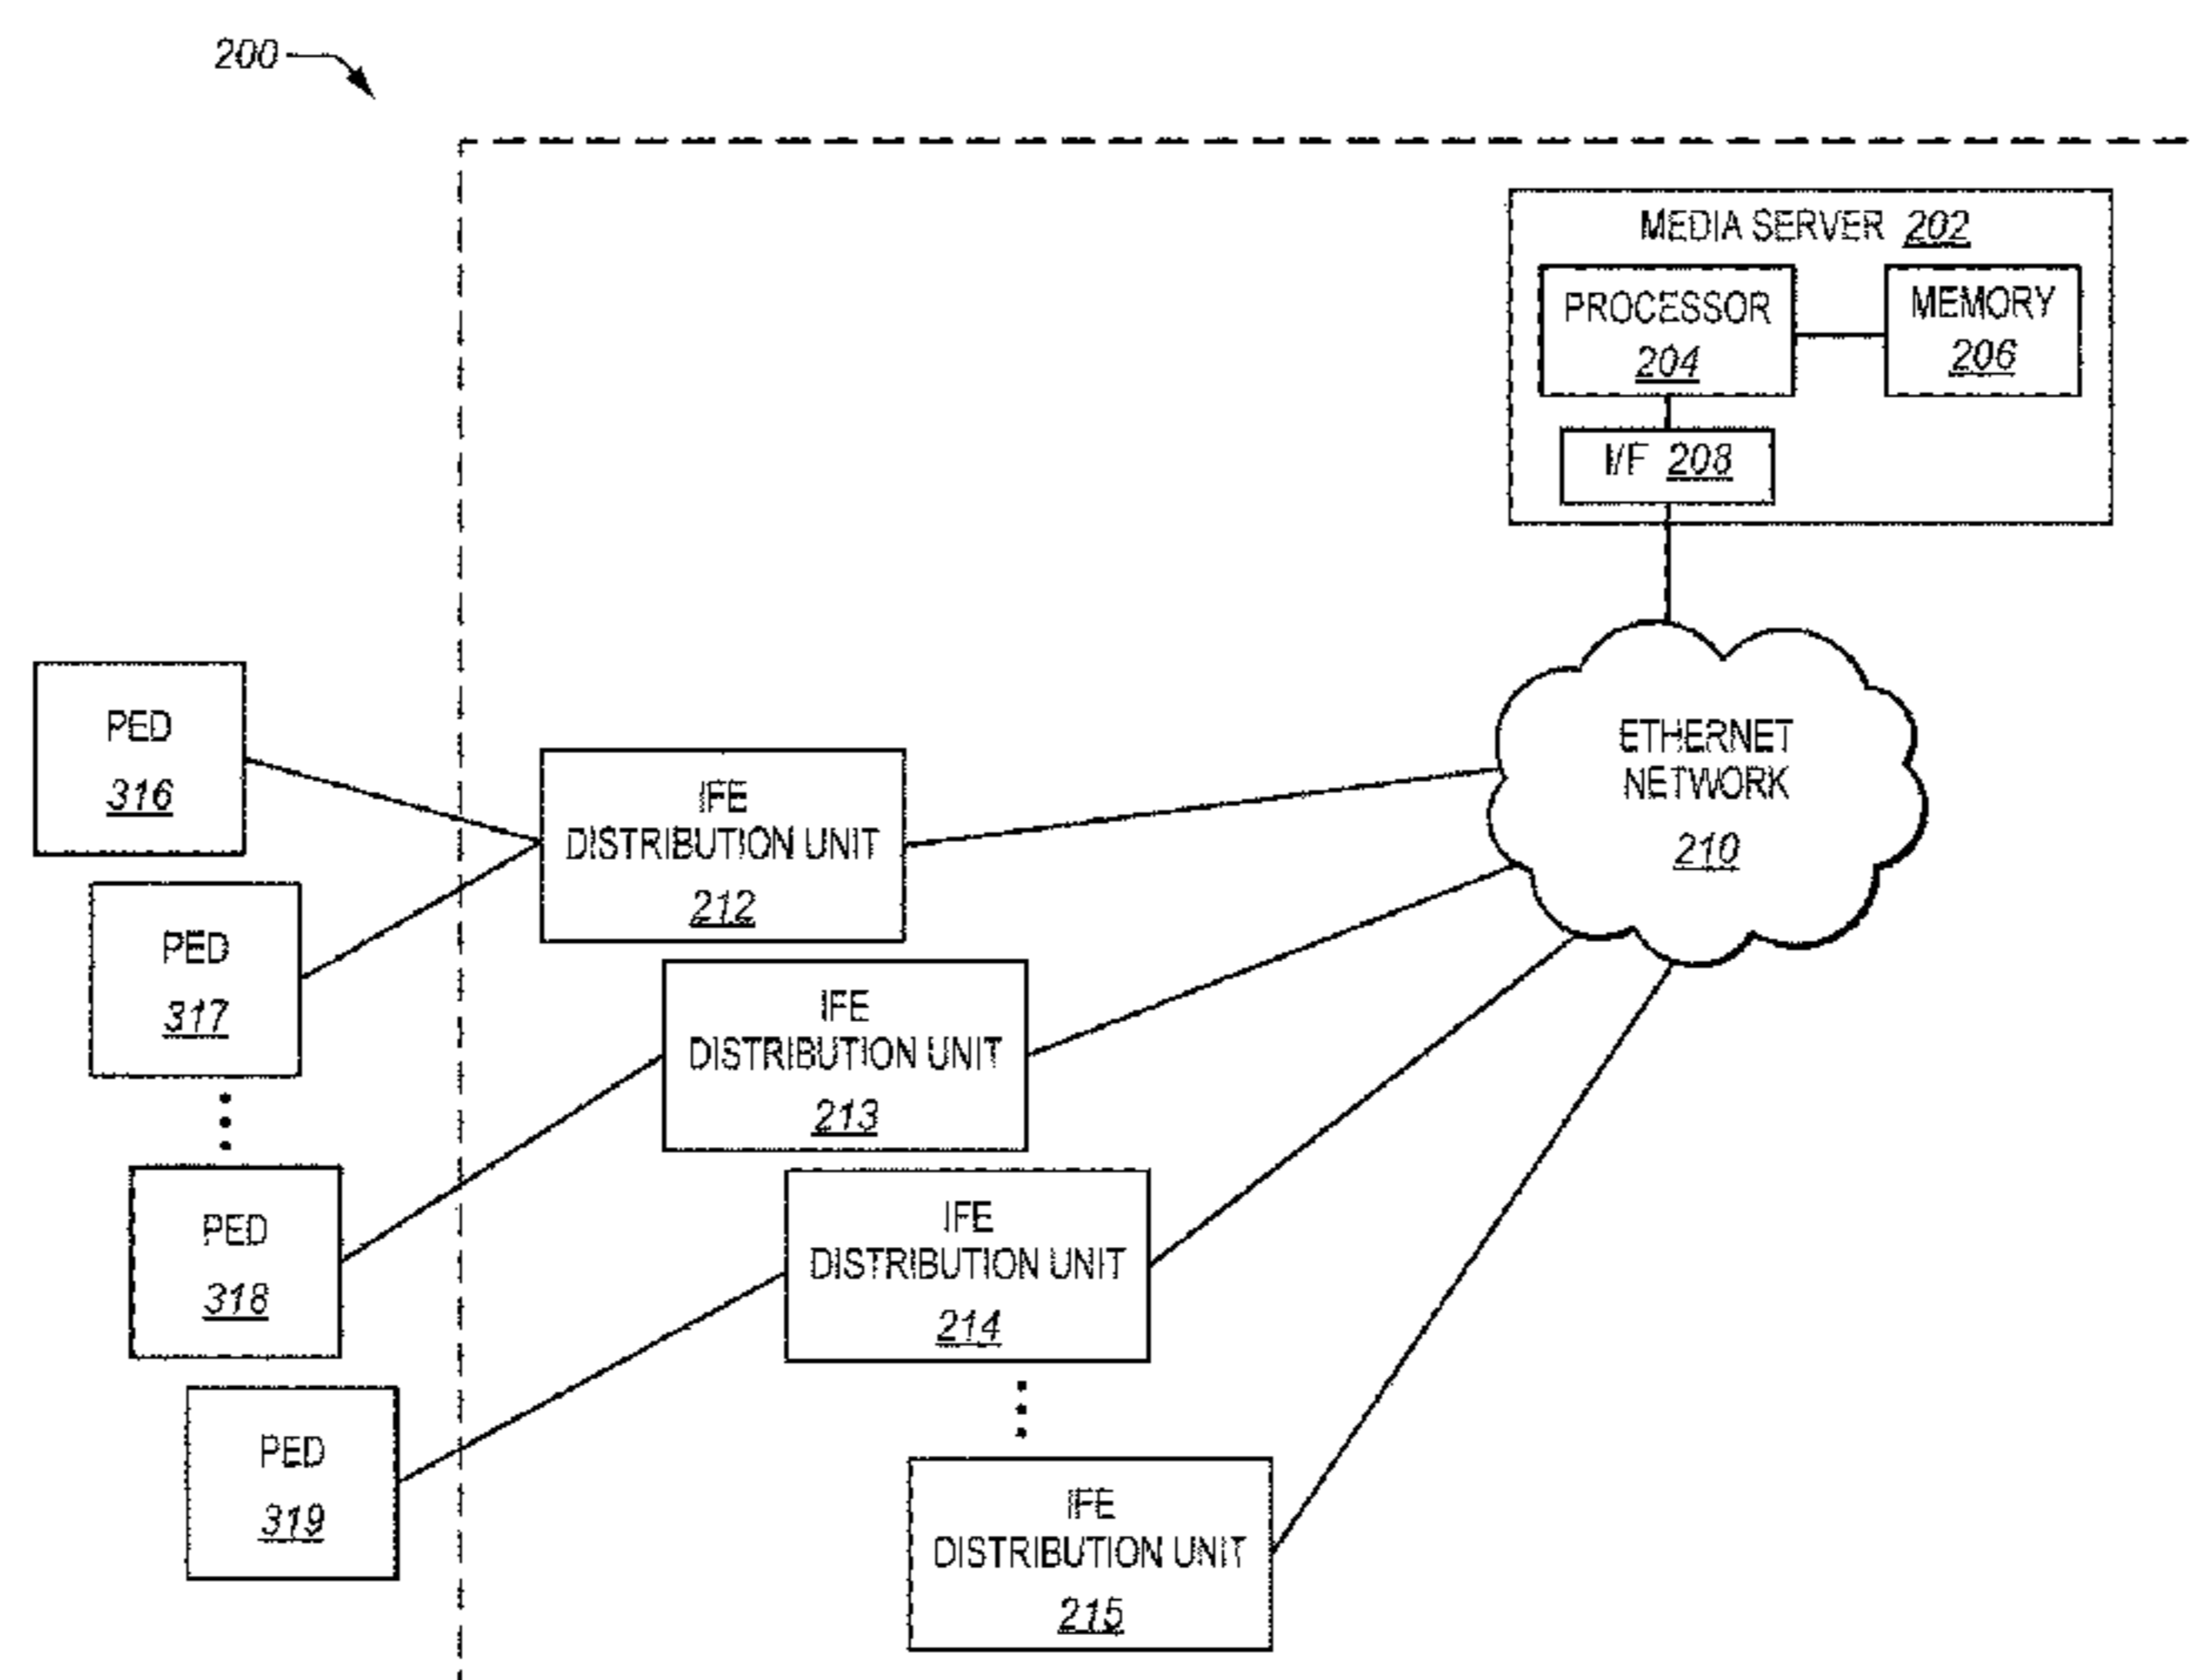 200
MEDIA SERVER 202
PROCESSOR
204
MEMORY
206
I/F 208
ETHERNET
NETWORK
210
PED
316
IFE
DISTRIBUTION UNIT
212
PED
317
IFE
DISTRIBUTION UNIT
213
PED
318
IFE
DISTRIBUTION UNIT
214
PED
319
IFE
DISTRIBUTION UNIT
215